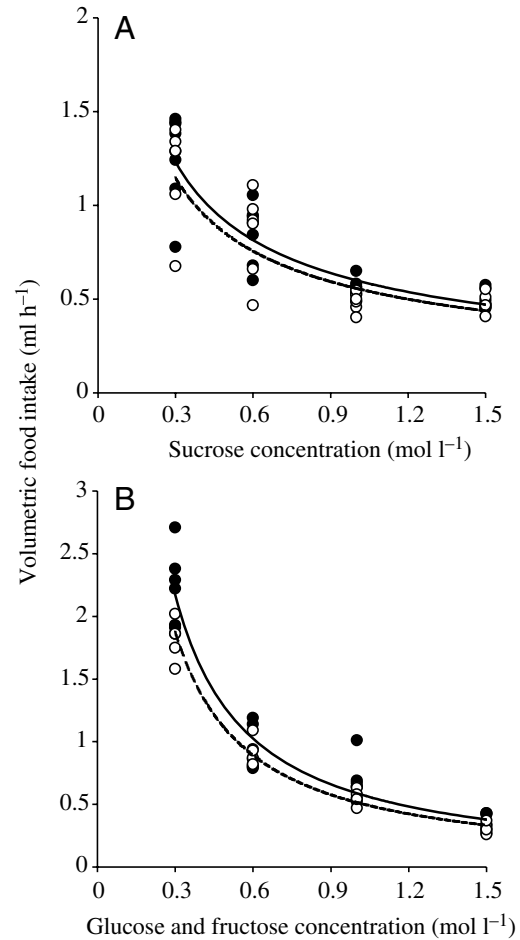 A
2
1.5
1
0.5
0
0 0.3 0.6 0.9 1.2 1.5
Sucrose concentration (mol l⁻¹)
Volumetric food intake (ml h⁻¹)
B
3
2.5
2
1.5
1
0.5
0
0 0.3 0.6 0.9 1.2 1.5
Glucose and fructose concentration (mol l⁻¹)